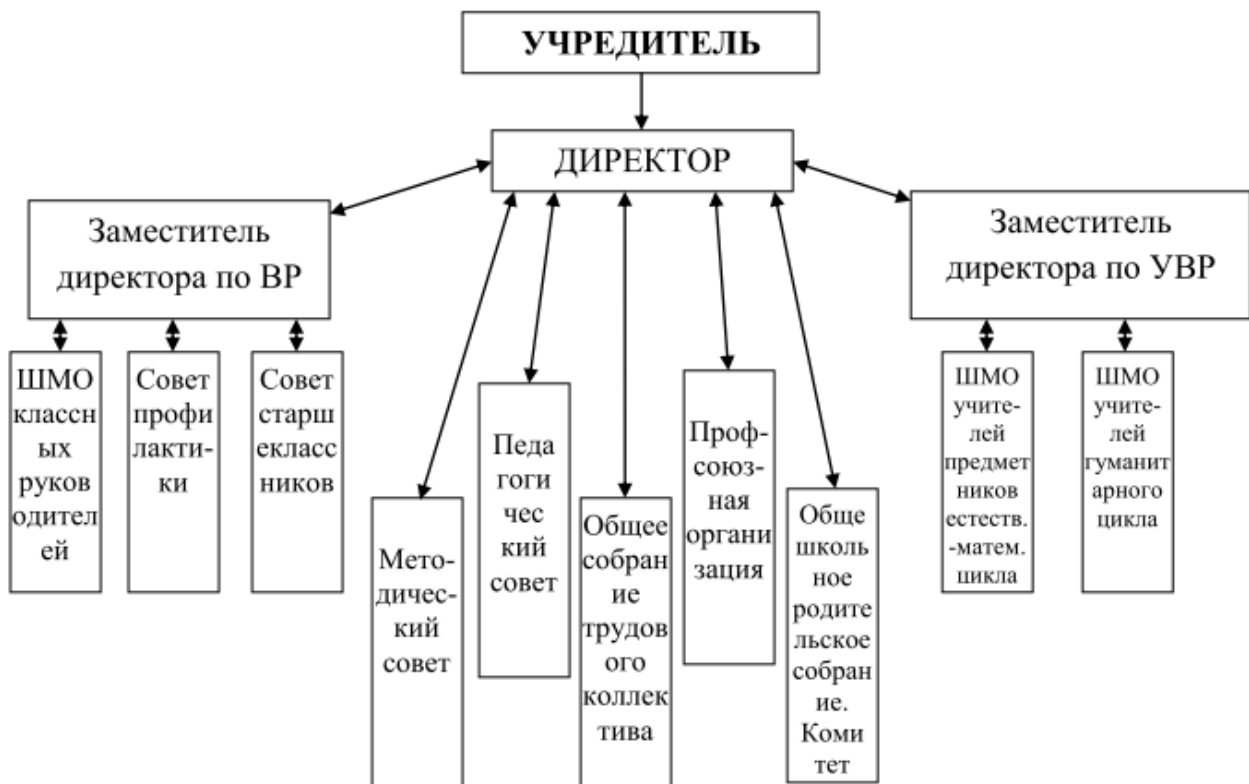 УЧРЕДИТЕЛЬ
ДИРЕКТОР
Заместитель
директора по ВР
Заместитель
директора по УВР
ШМО
классн
ых
руков
одител
ей
Совет
профи
лакти-
ки
Совет
старш
екласс
ников
Мето-
дичес-
кий
совет
Педа
гоги
чес
кий
совет
Общее
собран
ие
трудов
ого
коллек
тива
Проф-
союз-
ная
органи
зация
Обще
школь
ное
родите
льское
собран
ие.
Коми
тет
ШМО
учите-
лей
предмет
ников
естеств.
-матем.
цикла
ШМО
учите-
лей
гуманит
арного
цикла